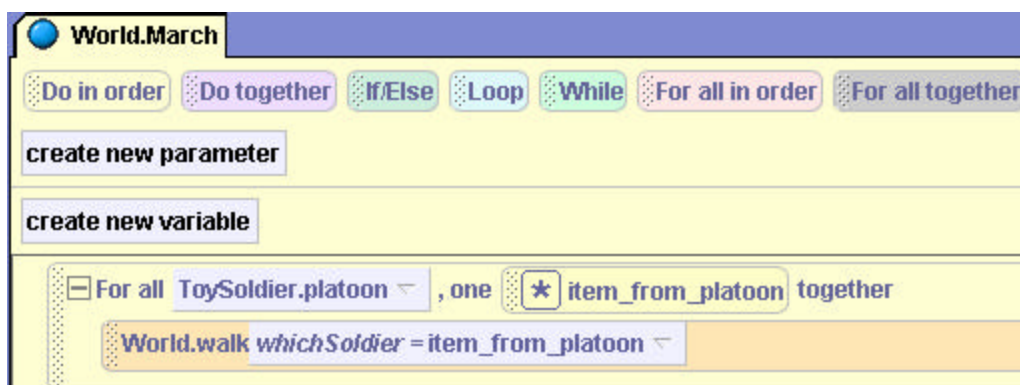 World.March
Do in order Do together If/Else Loop While For all in order For all together
create new parameter
create new variable
For all ToySoldier.platoon , one * item_from_platoon together
World.walk whichSoldier = item_from_platoon